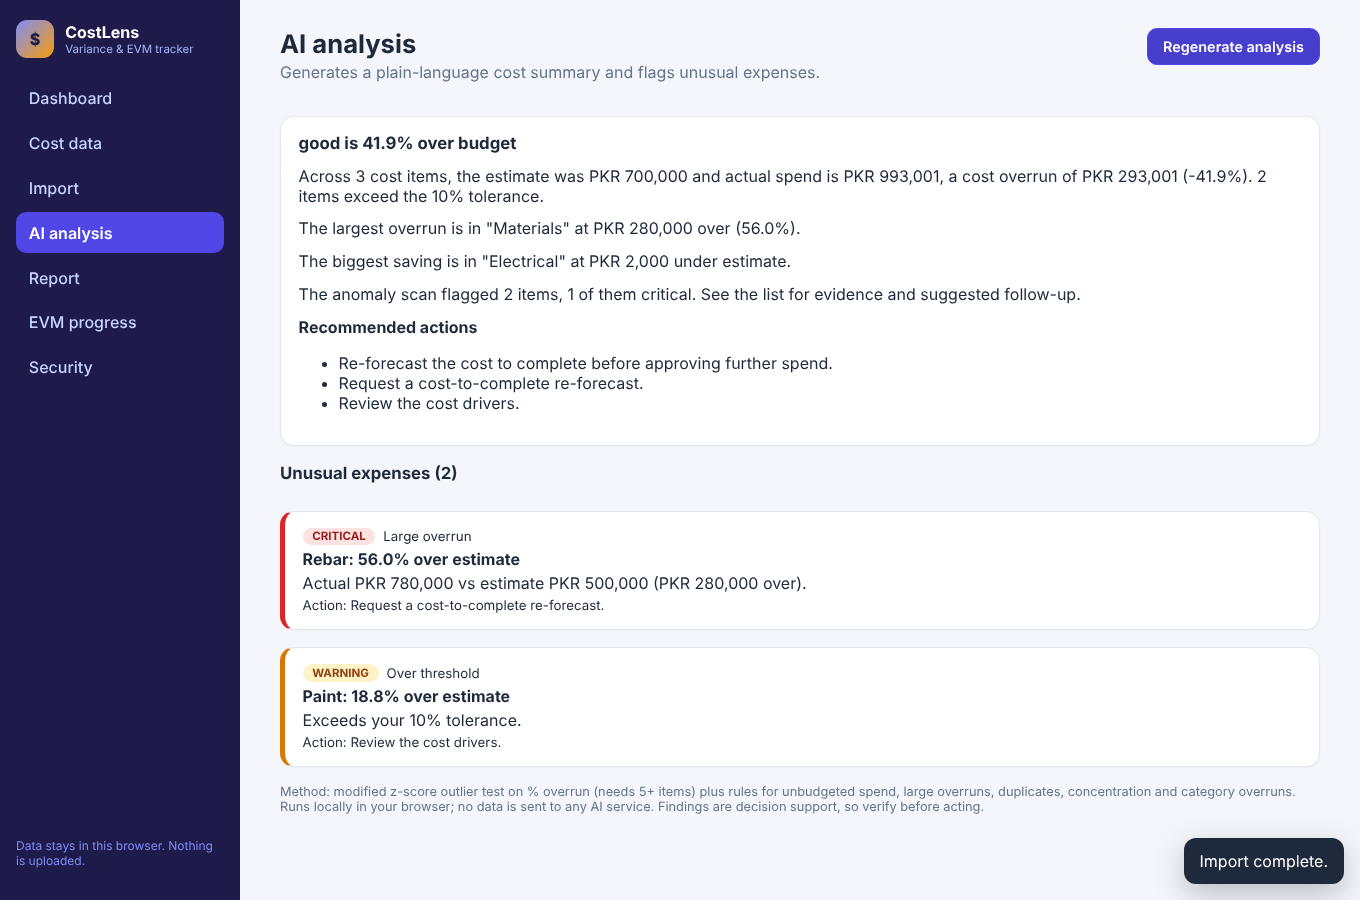 $
CostLens
Variance & EVM tracker
Dashboard
Cost data
Import
AI analysis
Report
EVM progress
Security
Data stays in this browser. Nothing
is uploaded.
AI analysis
Generates a plain-language cost summary and flags unusual expenses.
Regenerate analysis
good is 41.9% over budget
Across 3 cost items, the estimate was PKR 700,000 and actual spend is PKR 993,001, a cost overrun of PKR 293,001 (-41.9%). 2
items exceed the 10% tolerance.
The largest overrun is in "Materials" at PKR 280,000 over (56.0%).
The biggest saving is in "Electrical" at PKR 2,000 under estimate.
The anomaly scan flagged 2 items, 1 of them critical. See the list for evidence and suggested follow-up.
Recommended actions
• Re-forecast the cost to complete before approving further spend.
• Request a cost-to-complete re-forecast.
• Review the cost drivers.
Unusual expenses (2)
CRITICAL Large overrun
Rebar: 56.0% over estimate
Actual PKR 780,000 vs estimate PKR 500,000 (PKR 280,000 over).
Action: Request a cost-to-complete re-forecast.
WARNING Over threshold
Paint: 18.8% over estimate
Exceeds your 10% tolerance.
Action: Review the cost drivers.
Method: modified z-score outlier test on % overrun (needs 5+ items) plus rules for unbudgeted spend, large overruns, duplicates, concentration and category overruns.
Runs locally in your browser; no data is sent to any AI service. Findings are decision support, so verify before acting.
Import complete.